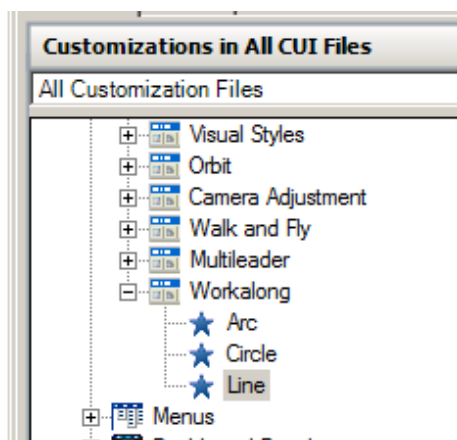 Customizations in All CUI Files
All Customization Files
Visual Styles
Orbit
Camera Adjustment
Walk and Fly
Multileader
Workalong
Arc
Circle
Line
Menus